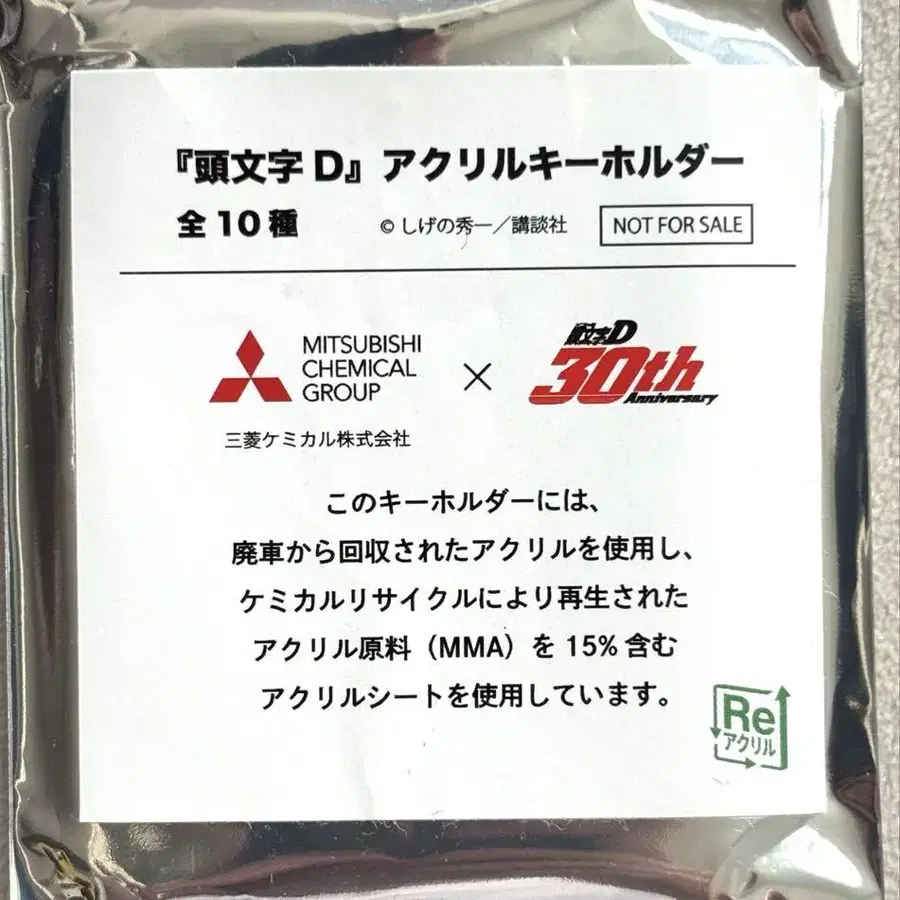 『頭文字D』アクリルキーホルダー
全10種 © しげの秀一／講談社 NOT FOR SALE
MITSUBISHI
CHEMICAL
GROUP
三菱ケミカル株式会社
×
頭文字D
30th
Anniversary
このキーホルダーには、
廃車から回収されたアクリルを使用し、
ケミカルリサイクルにより再生された
アクリル原料（MMA）を15%含む
アクリルシートを使用しています。
Re
アクリル